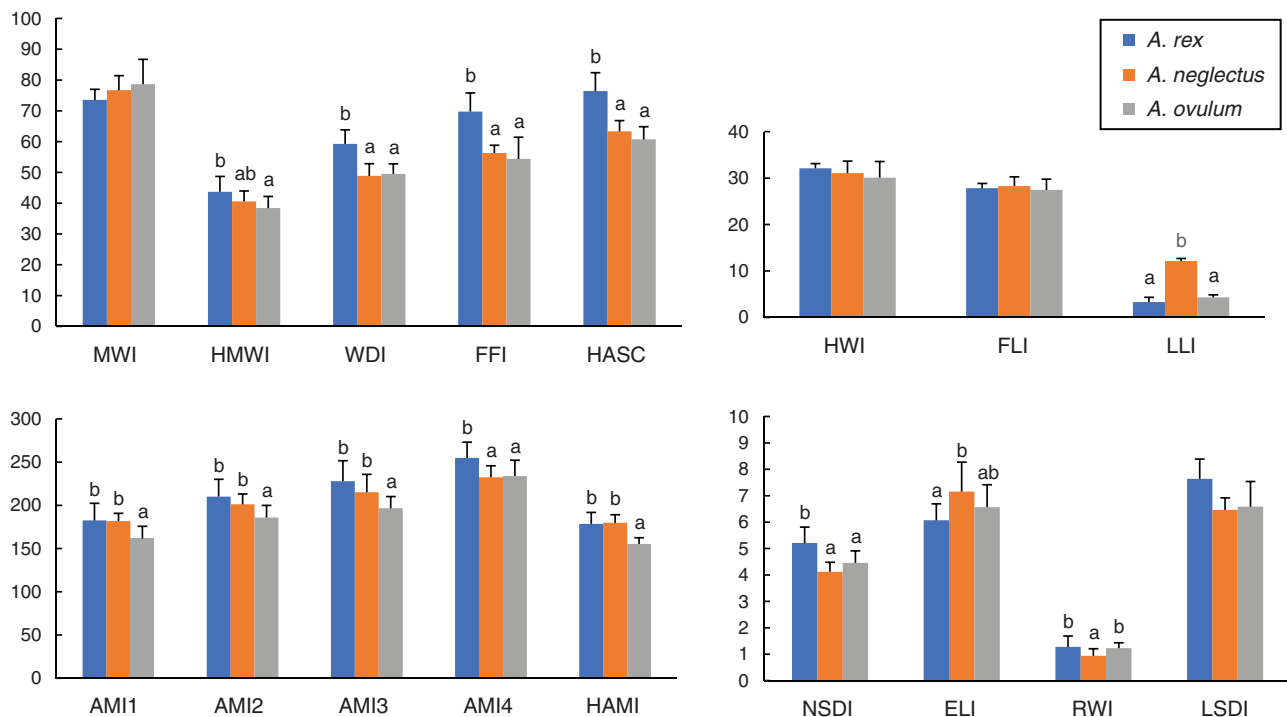 100
90
80
70
60
50
40
30
20
10
0
b
ab
a
b
a
a
b
a
a
b
a
a
MWI HMWI WDI FFI HASC
A. rex
A. neglectus
A. ovulum
40
30
20
10
0
a
b
a
HWI FLI LLI
300
250
200
150
100
50
0
b b a
b b a
b b a
b a a
b b a
AMI1 AMI2 AMI3 AMI4 HAMI
10
9
8
7
6
5
4
3
2
1
0
b a a
a b ab
b a b
NSDI ELI RWI LSDI